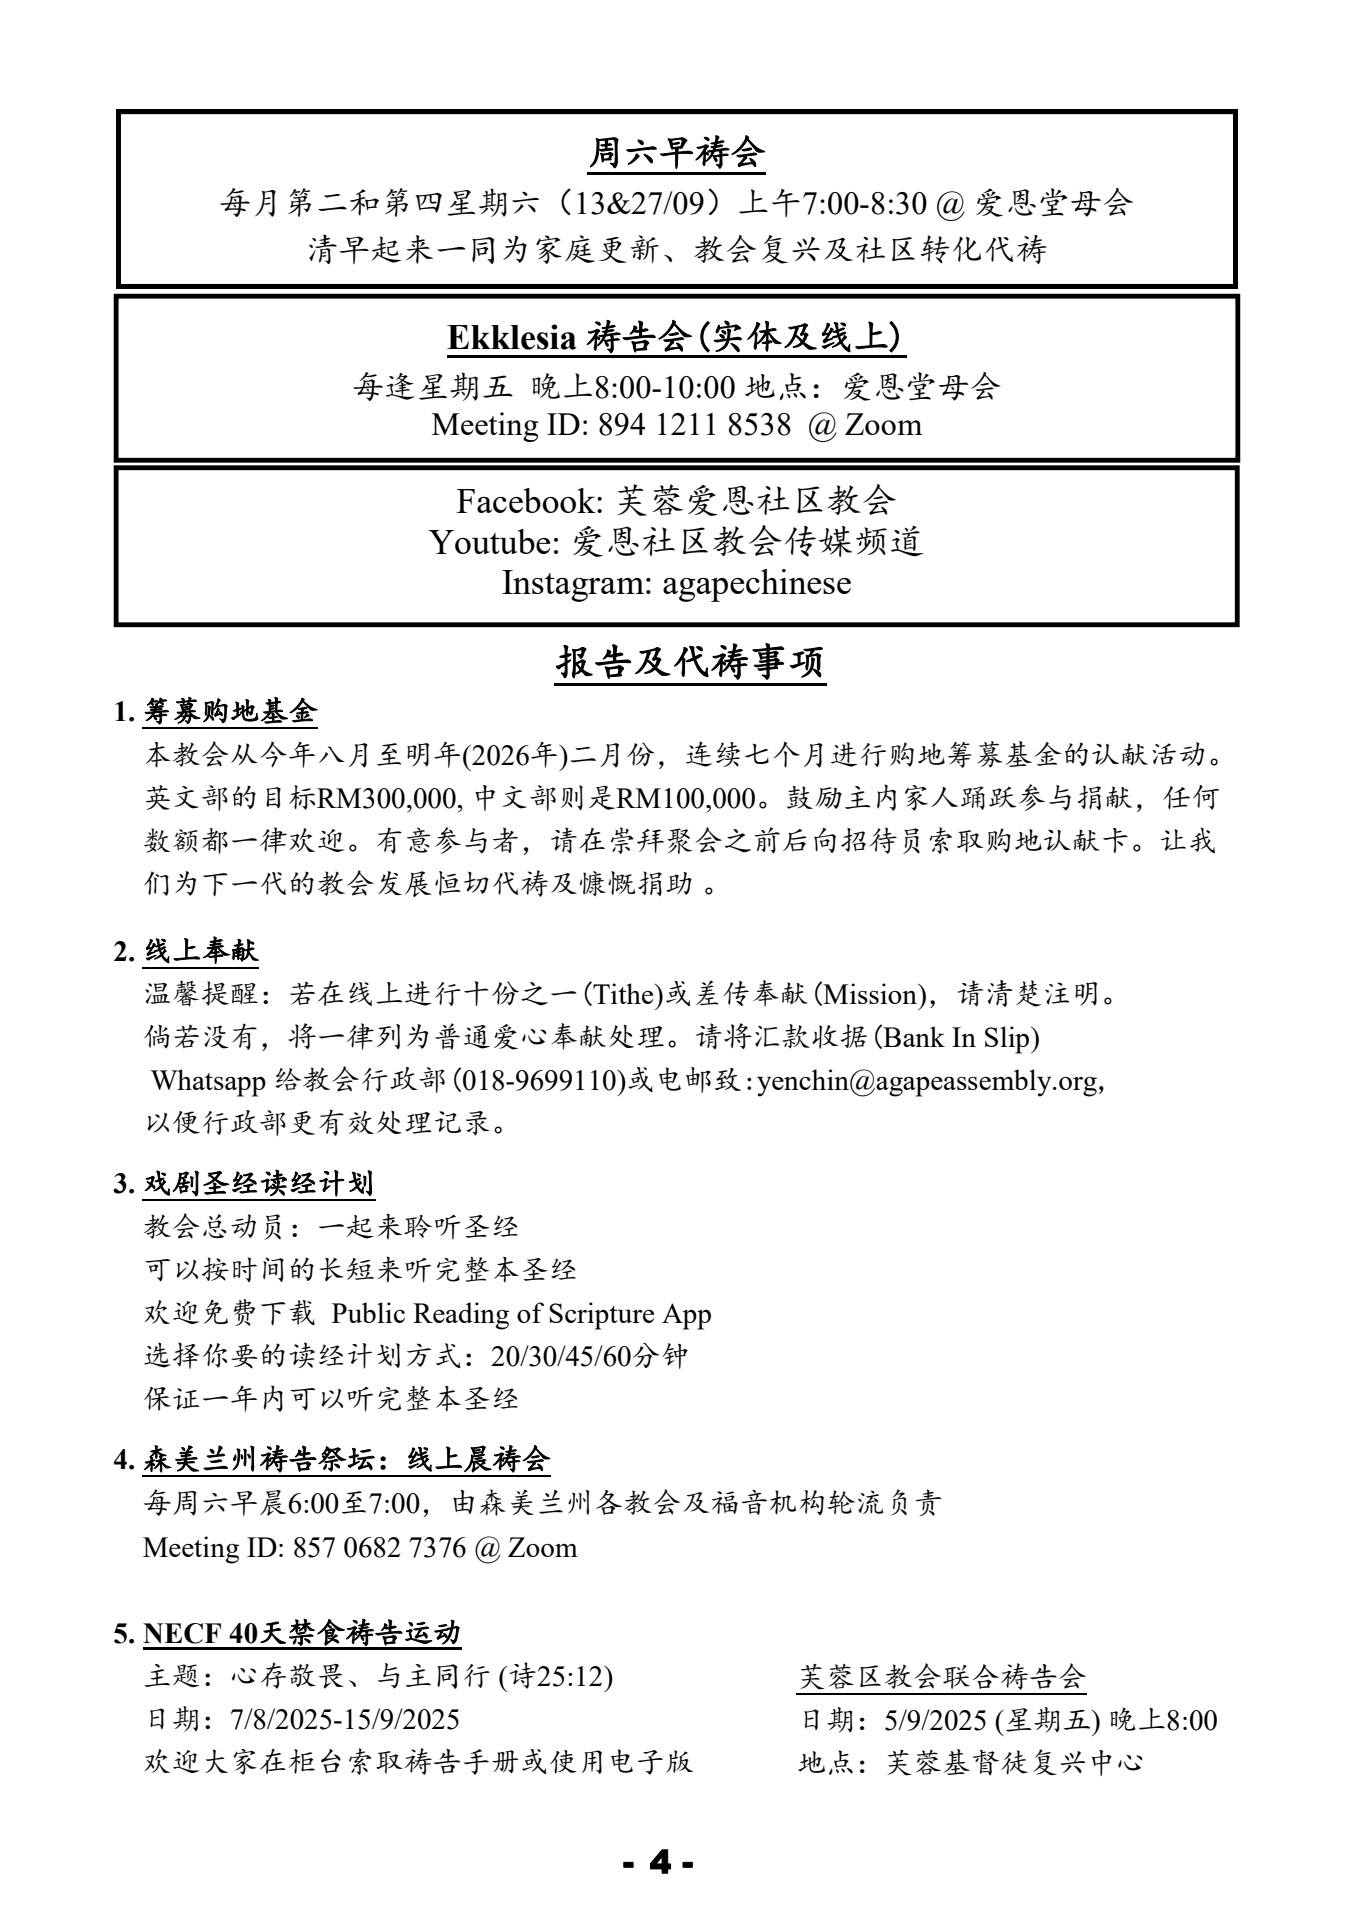 周六早祷会
每月第二和第四星期六（13&27/09）上午7:00-8:30 @ 爱恩堂母会
清早起来一同为家庭更新、教会复兴及社区转化代祷
Ekklesia 祷告会(实体及线上)
每逢星期五 晚上8:00-10:00 地点：爱恩堂母会
Meeting ID: 894 1211 8538 @ Zoom
Facebook: 芙蓉爱恩社区教会
Youtube: 爱恩社区教会传媒频道
Instagram: agapechinese
报告及代祷事项
1. 筹募购地基金
本教会从今年八月至明年(2026年)二月份，连续七个月进行购地筹募基金的认献活动。
英文部的目标RM300,000, 中文部则是RM100,000。鼓励主内家人踊跃参与捐献，任何
数额都一律欢迎。有意参与者，请在崇拜聚会之前后向招待员索取购地认献卡。让我
们为下一代的教会发展恒切代祷及慷慨捐助 。
2. 线上奉献
温馨提醒：若在线上进行十份之一(Tithe)或差传奉献(Mission)，请清楚注明。
倘若没有，将一律列为普通爱心奉献处理。请将汇款收据(Bank In Slip)
Whatsapp 给教会行政部(018-9699110)或电邮致:yenchin@agapeassembly.org,
以便行政部更有效处理记录。
3. 戏剧圣经读经计划
教会总动员：一起来聆听圣经
可以按时间的长短来听完整本圣经
欢迎免费下载 Public Reading of Scripture App
选择你要的读经计划方式：20/30/45/60分钟
保证一年内可以听完整本圣经
4. 森美兰州祷告祭坛：线上晨祷会
每周六早晨6:00至7:00，由森美兰州各教会及福音机构轮流负责
Meeting ID: 857 0682 7376 @ Zoom
5. NECF 40天禁食祷告运动
主题：心存敬畏、与主同行 (诗25:12)
日期：7/8/2025-15/9/2025
欢迎大家在柜台索取祷告手册或使用电子版
芙蓉区教会联合祷告会
日期：5/9/2025 (星期五) 晚上8:00
地点：芙蓉基督徒复兴中心
- 4 -